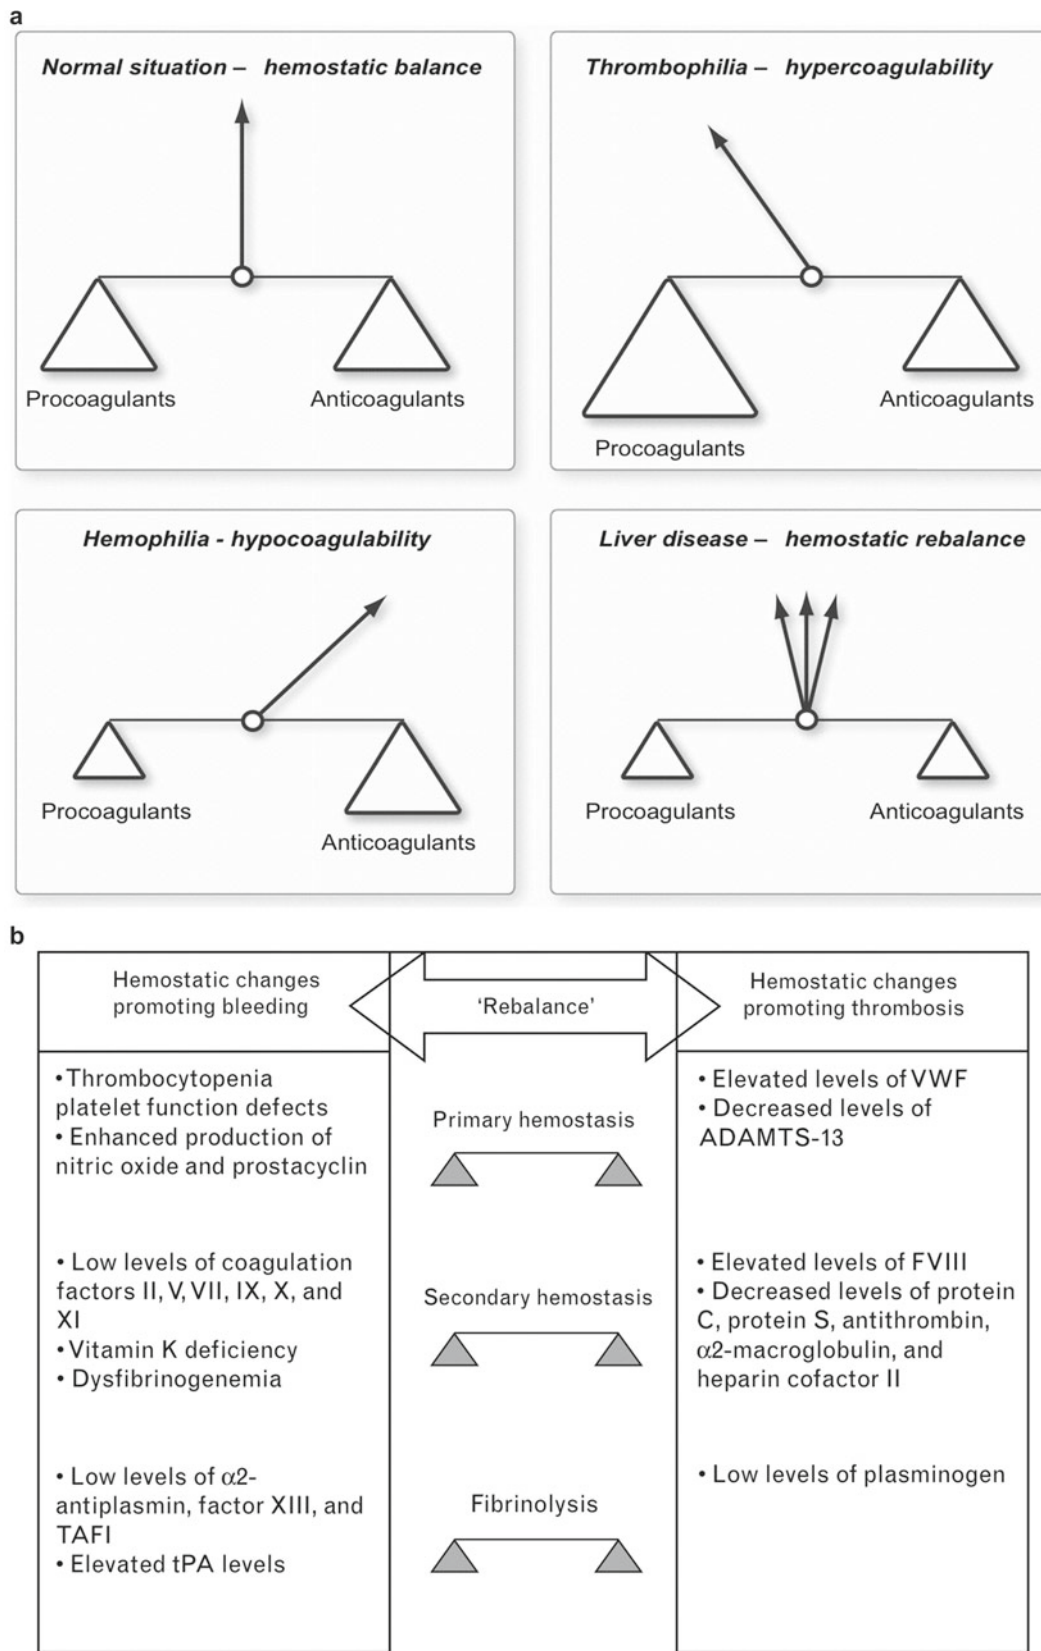 a
Normal situation – hemostatic balance
Procoagulants
Anticoagulants
Thrombophilia – hypercoagulability
Procoagulants
Anticoagulants
Hemophilia - hypocoagulability
Procoagulants
Anticoagulants
Liver disease – hemostatic rebalance
Procoagulants
Anticoagulants
b
Hemostatic changes
promoting bleeding
‘Rebalance’
Hemostatic changes
promoting thrombosis
• Thrombocytopenia
platelet function defects
• Enhanced production of
nitric oxide and prostacyclin
Primary hemostasis
• Elevated levels of VWF
• Decreased levels of
ADAMTS-13
• Low levels of coagulation
factors II, V, VII, IX, X, and
XI
• Vitamin K deficiency
• Dysfibrinogenemia
Secondary hemostasis
• Elevated levels of FVIII
• Decreased levels of protein
C, protein S, antithrombin,
α2-macroglobulin, and
heparin cofactor II
• Low levels of α2-
antiplasmin, factor XIII, and
TAFI
• Elevated tPA levels
Fibrinolysis
• Low levels of plasminogen